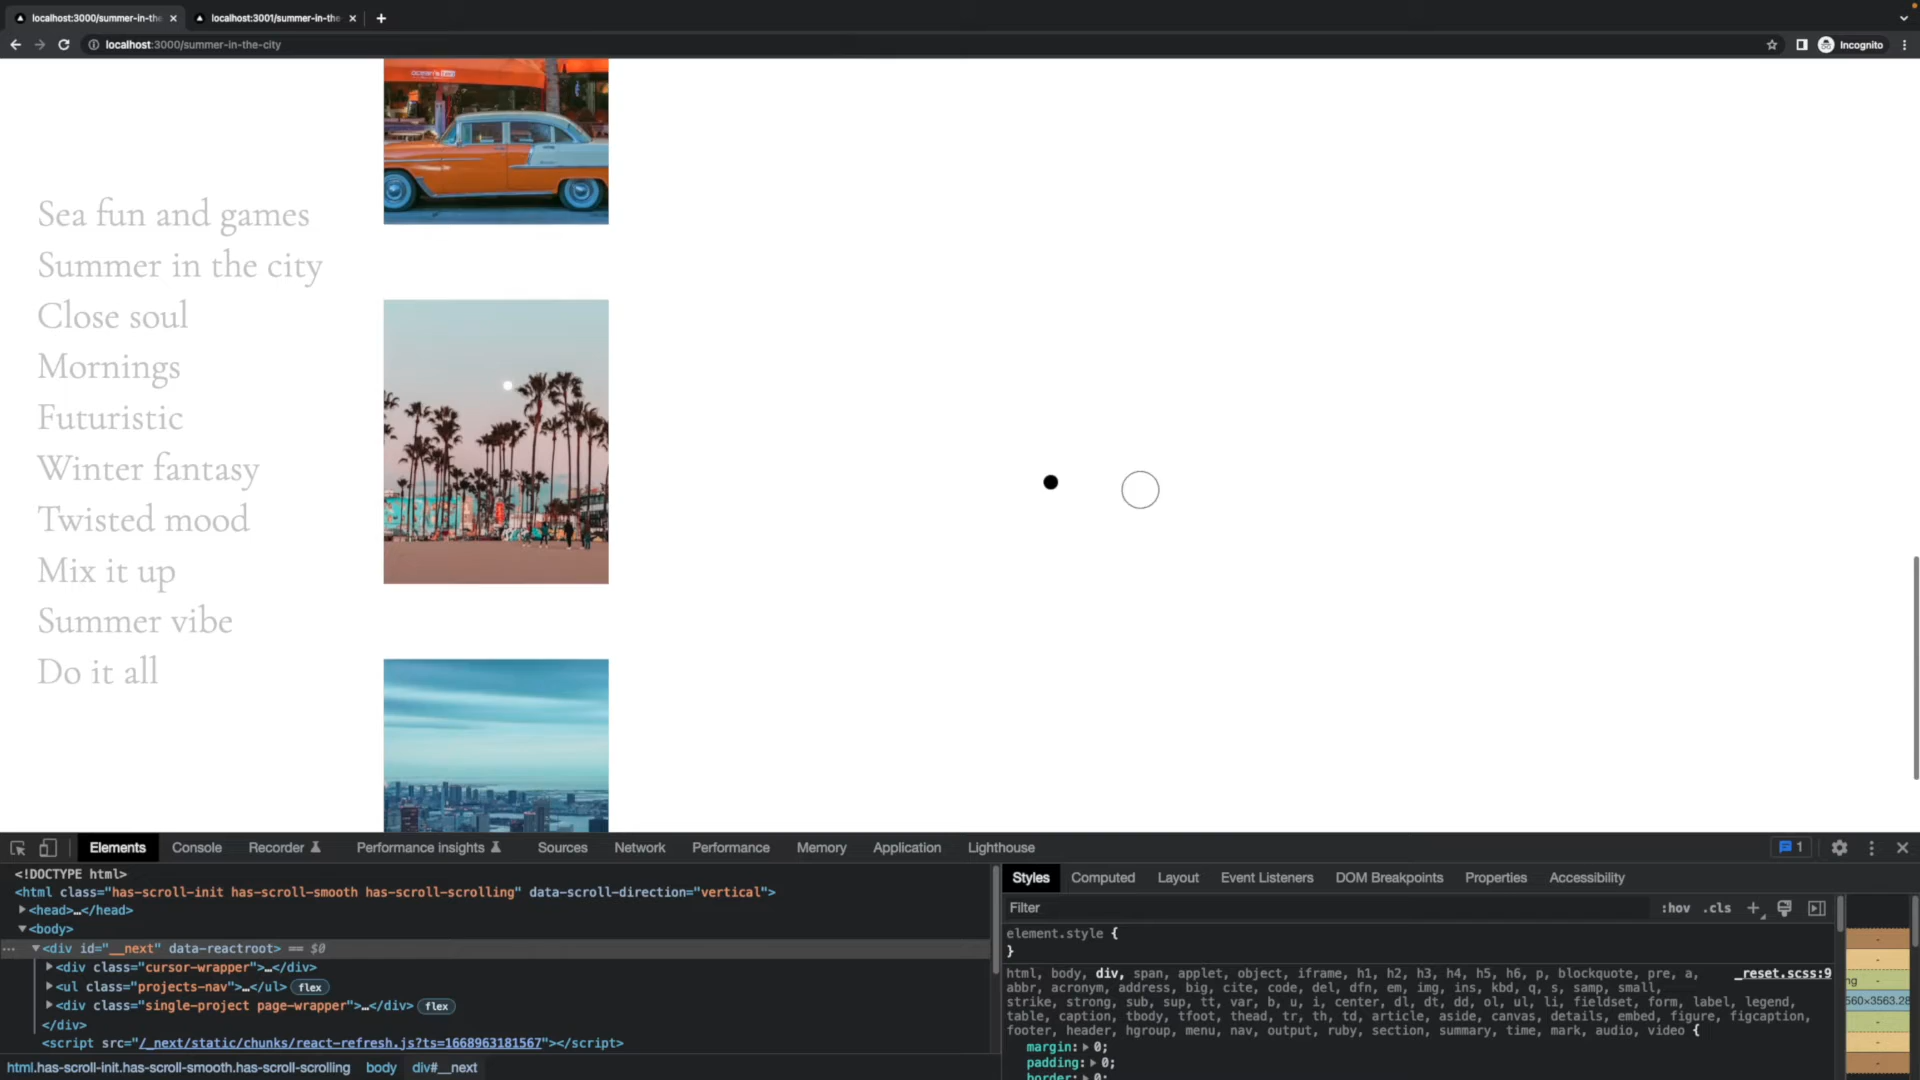 localhost:3000/summer-in-the
localhost:3001/summer-in-the
localhost:3000/summer-in-the-city
Incognito
Sea fun and games
Summer in the city
Close soul
Mornings
Futuristic
Winter fantasy
Twisted mood
Mix it up
Summer vibe
Do it all
Elements Console Recorder Performance insights Sources Network Performance Memory Application Lighthouse 1
<!DOCTYPE html>
<html class="has-scroll-init has-scroll-smooth has-scroll-scrolling" data-scroll-direction="vertical">
<head>…</head>
<body>
<div id="__next" data-reactroot> == $0
<div class="cursor-wrapper">…</div>
<ul class="projects-nav">…</ul> flex
<div class="single-project page-wrapper">…</div> flex
</div>
<script src="/_next/static/chunks/react-refresh.js?ts=1668963181567"></script>
html.has-scroll-init.has-scroll-smooth.has-scroll-scrolling body div#__next
Styles Computed Layout Event Listeners DOM Breakpoints Properties Accessibility
Filter :hov .cls
element.style {
}
html, body, div, span, applet, object, iframe, h1, h2, h3, h4, h5, h6, p, blockquote, pre, a, _reset.scss:9
abbr, acronym, address, big, cite, code, del, dfn, em, img, ins, kbd, q, s, samp, small,
strike, strong, sub, sup, tt, var, b, u, i, center, dl, dt, dd, ol, ul, li, fieldset, form, label, legend,
table, caption, tbody, tfoot, thead, tr, th, td, article, aside, canvas, details, embed, figure, figcaption,
footer, header, hgroup, menu, nav, output, ruby, section, summary, time, mark, audio, video {
margin: 0;
padding: 0;
border: 0;
ng
560×3563.28